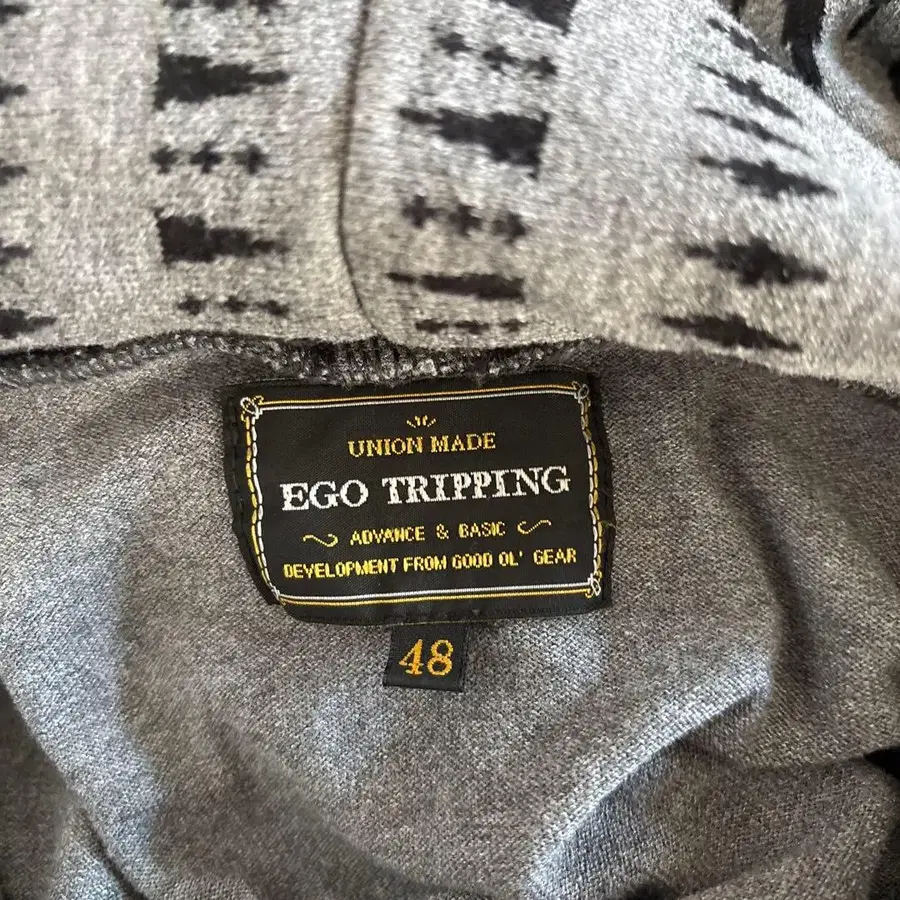 UNION MADE
EGO TRIPPING
ADVANCE & BASIC
DEVELOPMENT FROM GOOD OL' GEAR
48